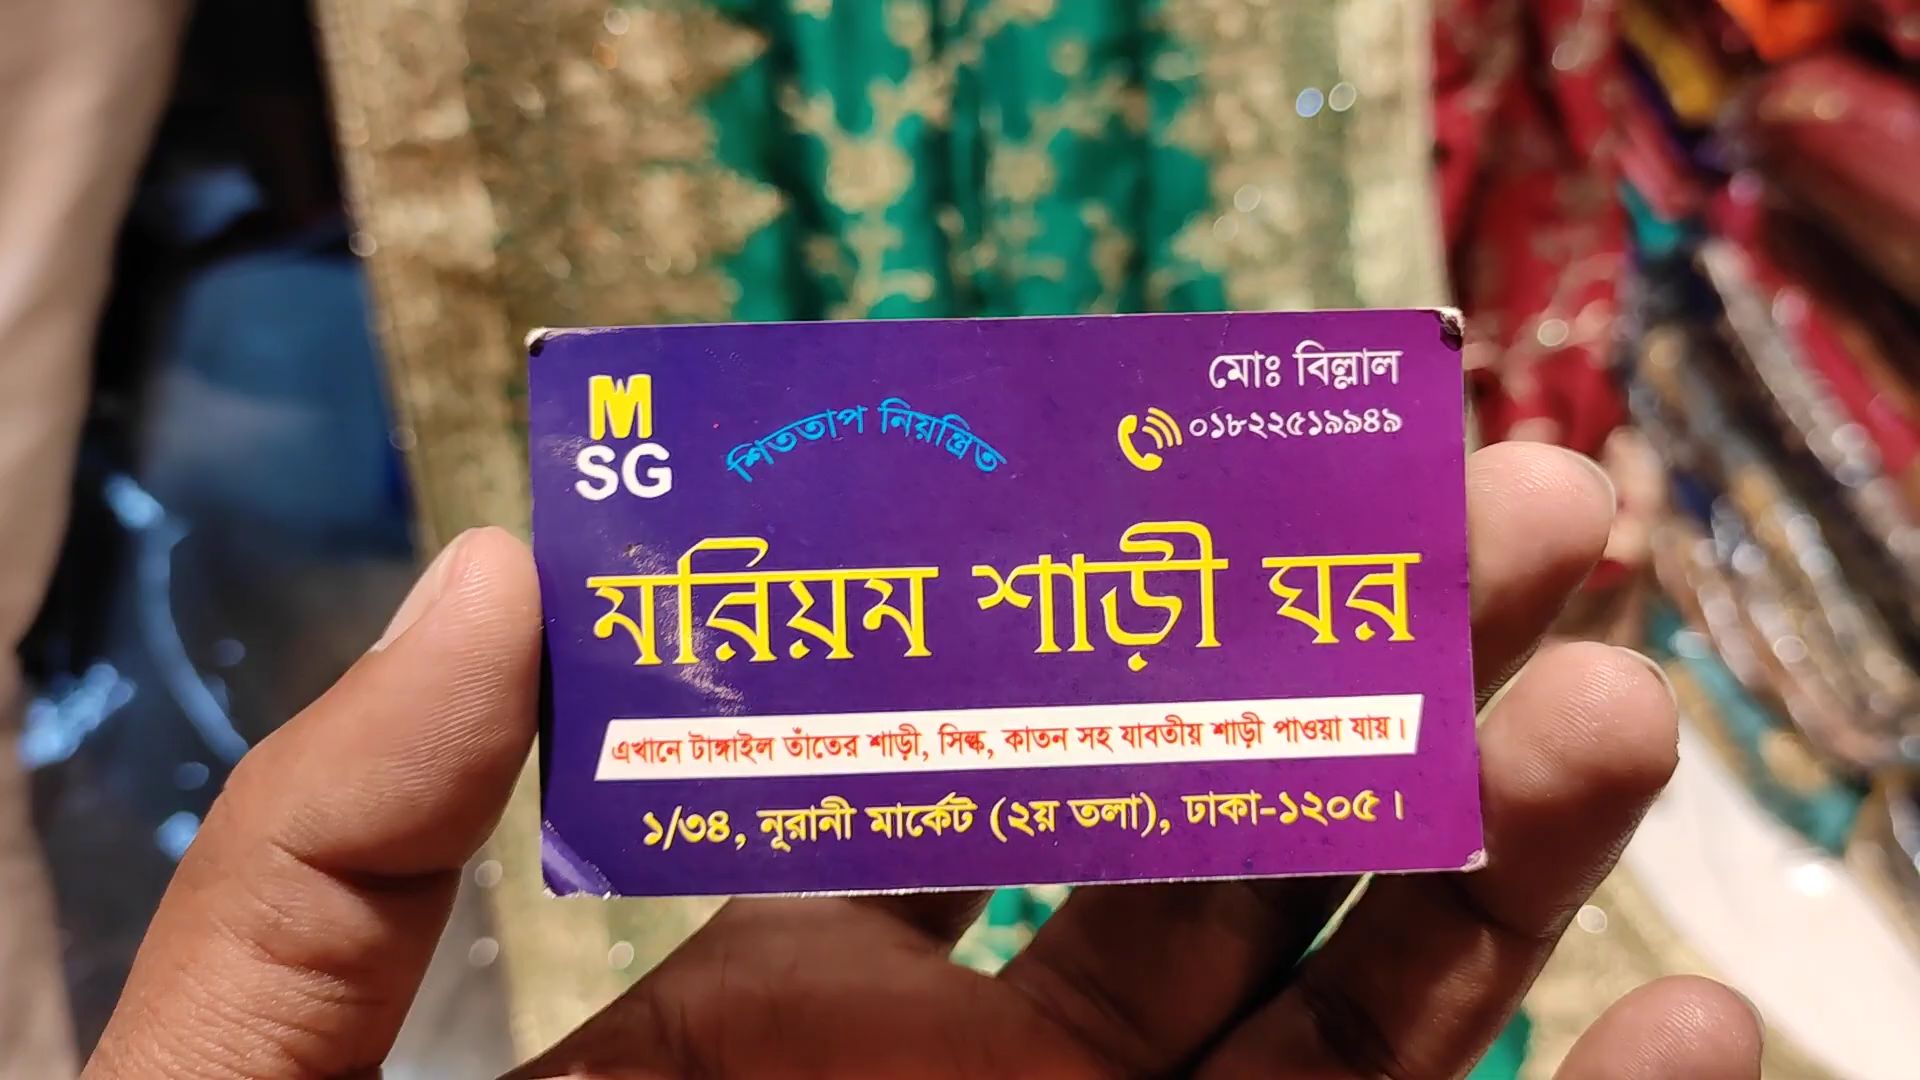 M
SG
শিততাপ নিয়ন্ত্রিত
মোঃ বিল্লাল
০১৮২২৫১৯৯৪৯
মরিয়ম শাড়ী ঘর
এখানে টাঙ্গাইল তাঁতের শাড়ী, সিল্ক, কাতন সহ যাবতীয় শাড়ী পাওয়া যায়।
১/৩৪, নূরানী মার্কেট (২য় তলা), ঢাকা-১২০৫।